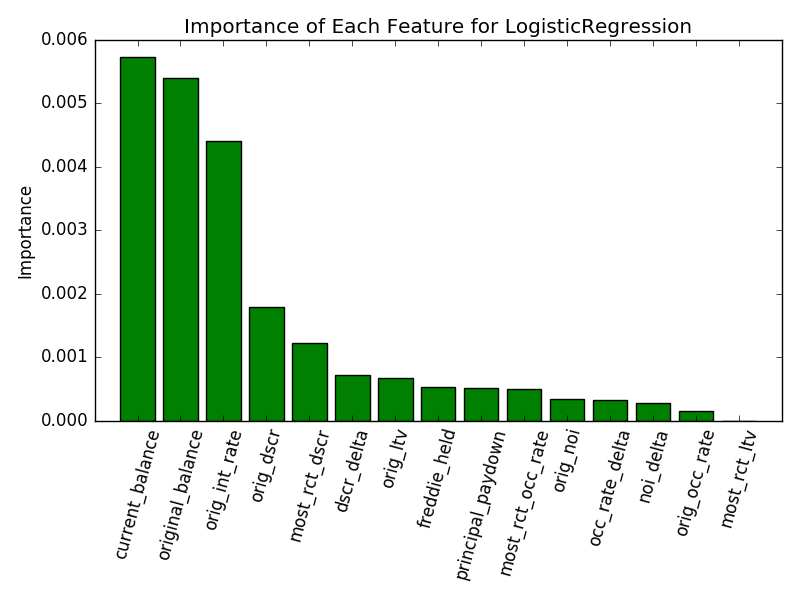 Importance of Each Feature for LogisticRegression
0.006
0.005
0.004
0.003
0.002
0.001
0.000
Importance
current_balance
original_balance
orig_int_rate
orig_dscr
most_rct_dscr
dscr_delta
orig_ltv
freddie_held
principal_paydown
most_rct_occ_rate
orig_noi
occ_rate_delta
noi_delta
orig_occ_rate
most_rct_ltv